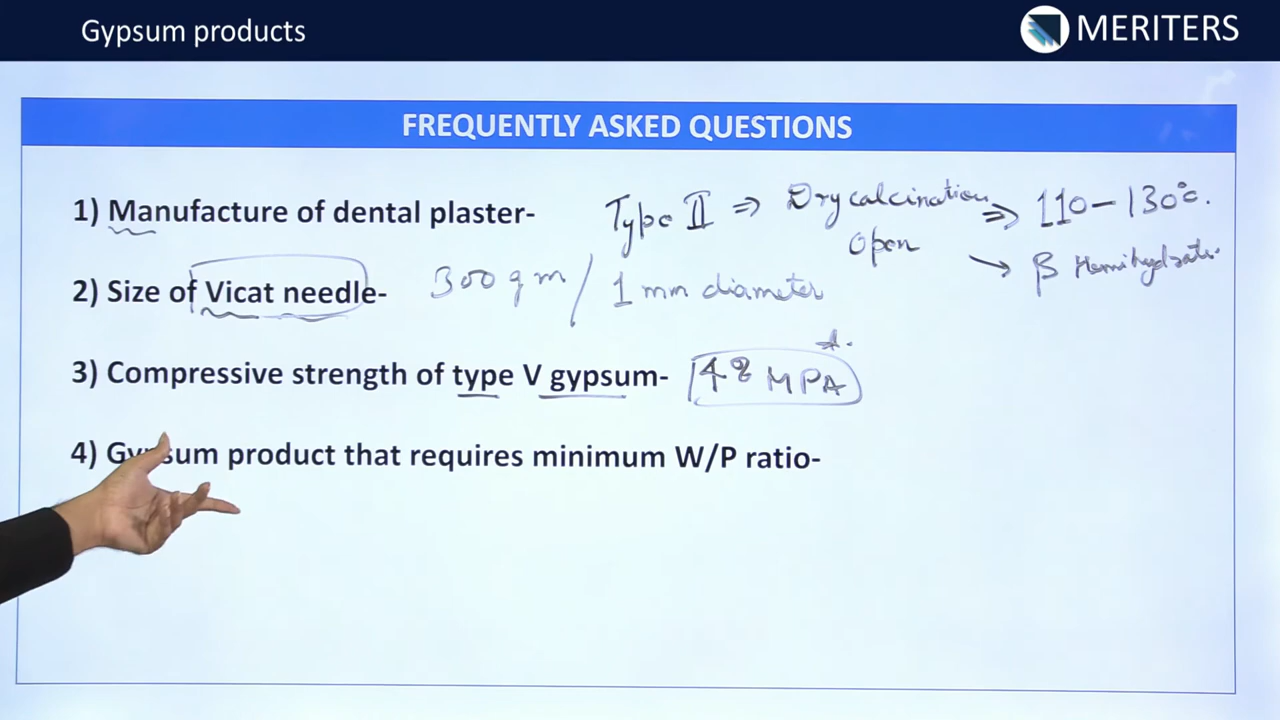 Gypsum products
MERITERS
FREQUENTLY ASKED QUESTIONS
1) Manufacture of dental plaster- Type II ⇒ Dry calcination ⇒ 110-130°c.
Open → β Hemihydrate.
2) Size of Vicat needle- 300 gm / 1 mm diameter
3) Compressive strength of type V gypsum- 48 MPA
4) Gypsum product that requires minimum W/P ratio-